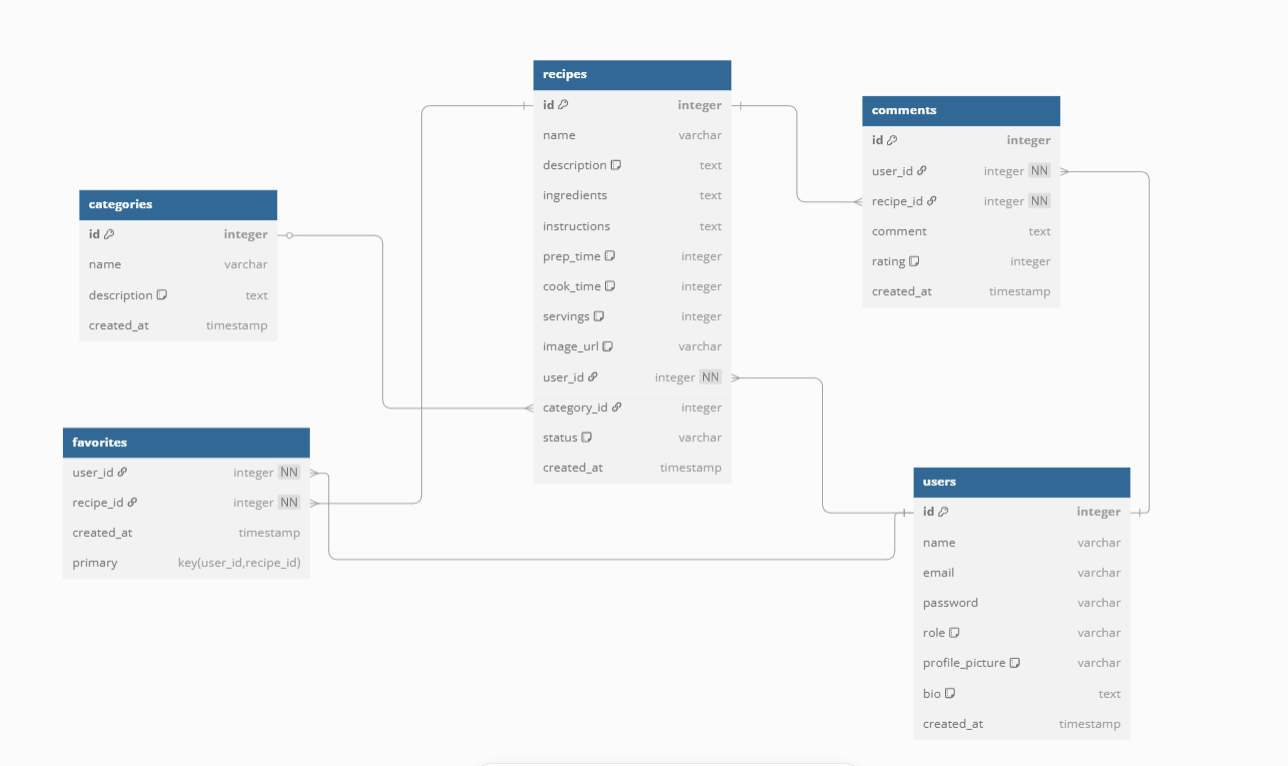 recipes
id integer
name varchar
description text
ingredients text
instructions text
prep_time integer
cook_time integer
servings integer
image_url varchar
user_id integer NN
category_id integer
status varchar
created_at timestamp
comments
id integer
user_id integer NN
recipe_id integer NN
comment text
rating integer
created_at timestamp
categories
id integer
name varchar
description text
created_at timestamp
favorites
user_id integer NN
recipe_id integer NN
created_at timestamp
primary key(user_id,recipe_id)
users
id integer
name varchar
email varchar
password varchar
role varchar
profile_picture varchar
bio text
created_at timestamp